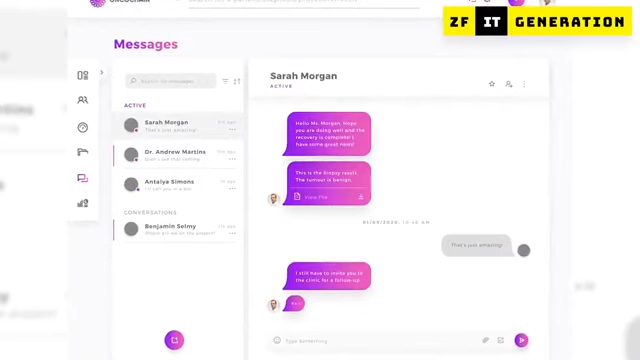 ZF IT GENERATION
Messages
Sarah Morgan
ACTIVE
ACTIVE
Sarah Morgan
That's just amazing!
Dr. Andrew Martins
Antaiya Simons
CONVERSATIONS
Benjamin Selmy
Hello Ms. Morgan. Hope
you are doing well and the
recovery is complete! I
have some great news!
This is the biopsy result.
The tumour is benign.
View File
That's just amazing!
I still have to invite you to
the clinic for a follow-up
Type Something